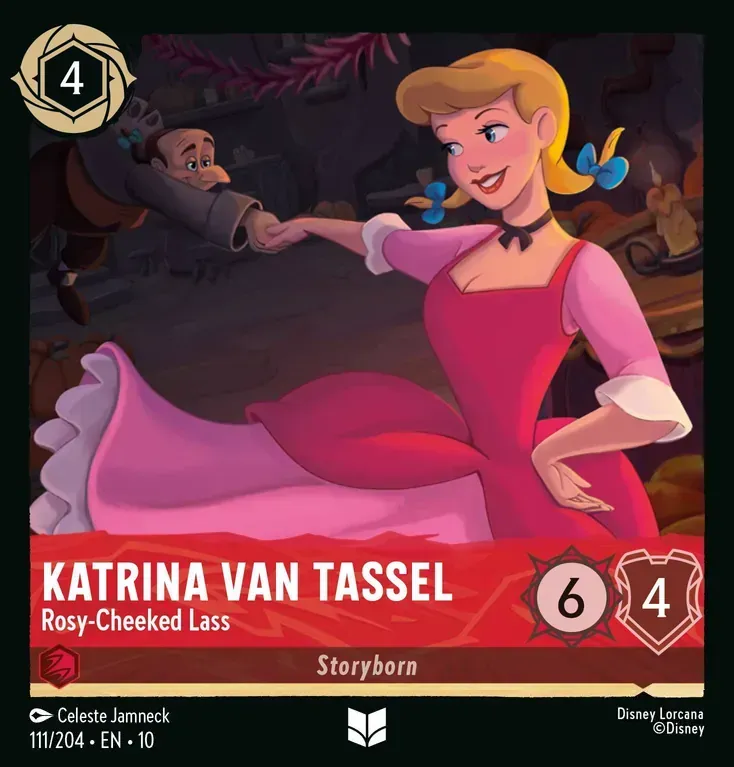 4
KATRINA VAN TASSEL
Rosy-Cheeked Lass
6
4
Storyborn
Celeste Jamneck
111/204 • EN • 10
Disney Lorcana
©Disney